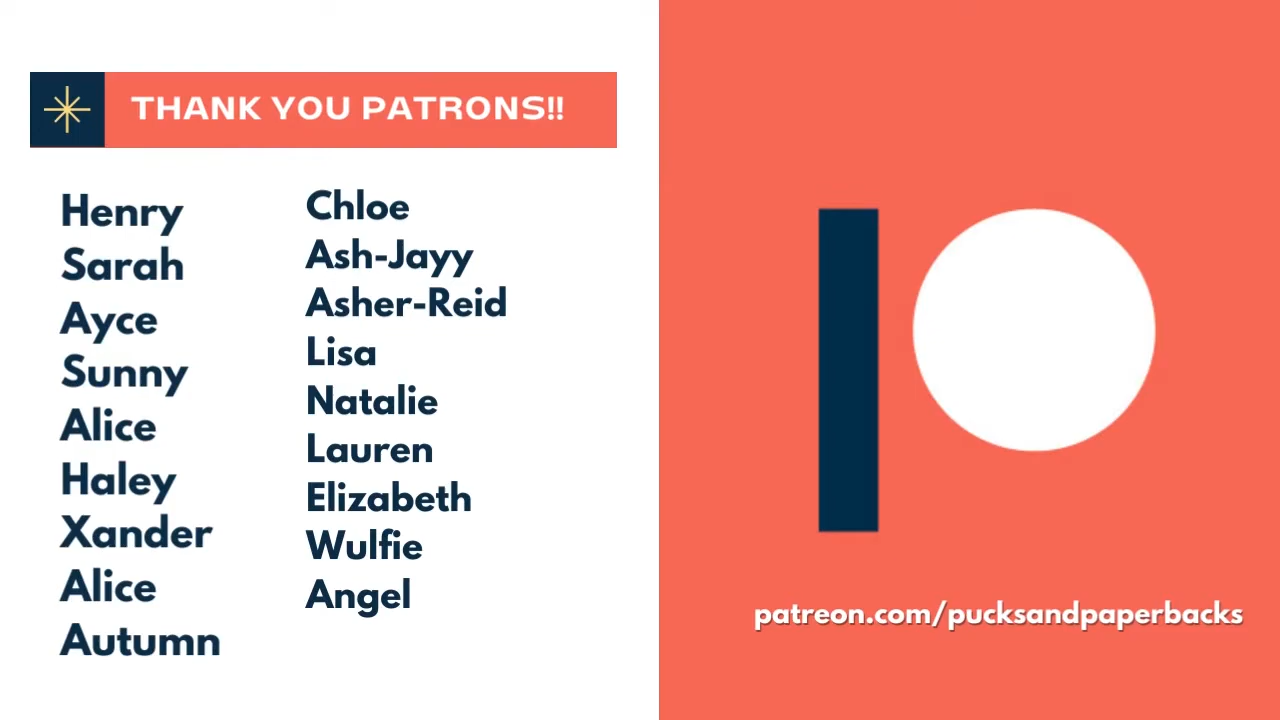 THANK YOU PATRONS!!
Henry
Sarah
Ayce
Sunny
Alice
Haley
Xander
Alice
Autumn
Chloe
Ash-Jayy
Asher-Reid
Lisa
Natalie
Lauren
Elizabeth
Wulfie
Angel
patreon.com/pucksandpaperbacks